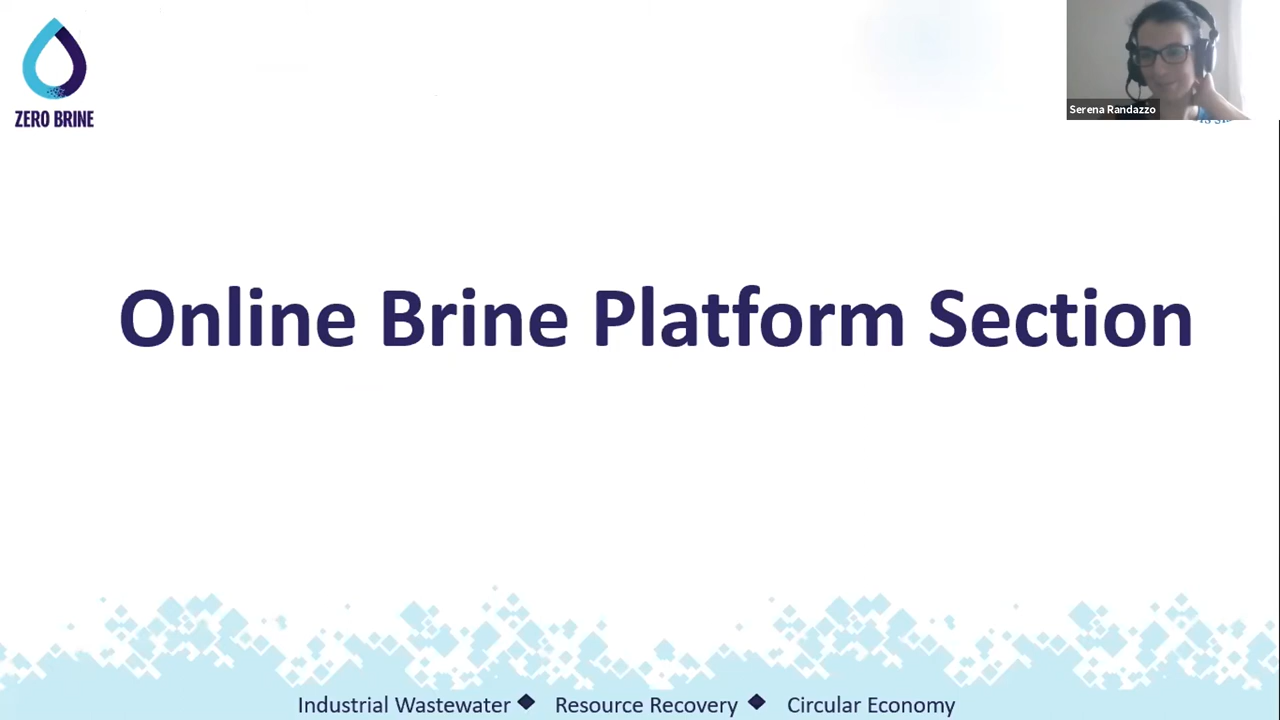 ZERO BRINE
Serena Randazzo
Online Brine Platform Section
Industrial Wastewater ◆ Resource Recovery ◆ Circular Economy